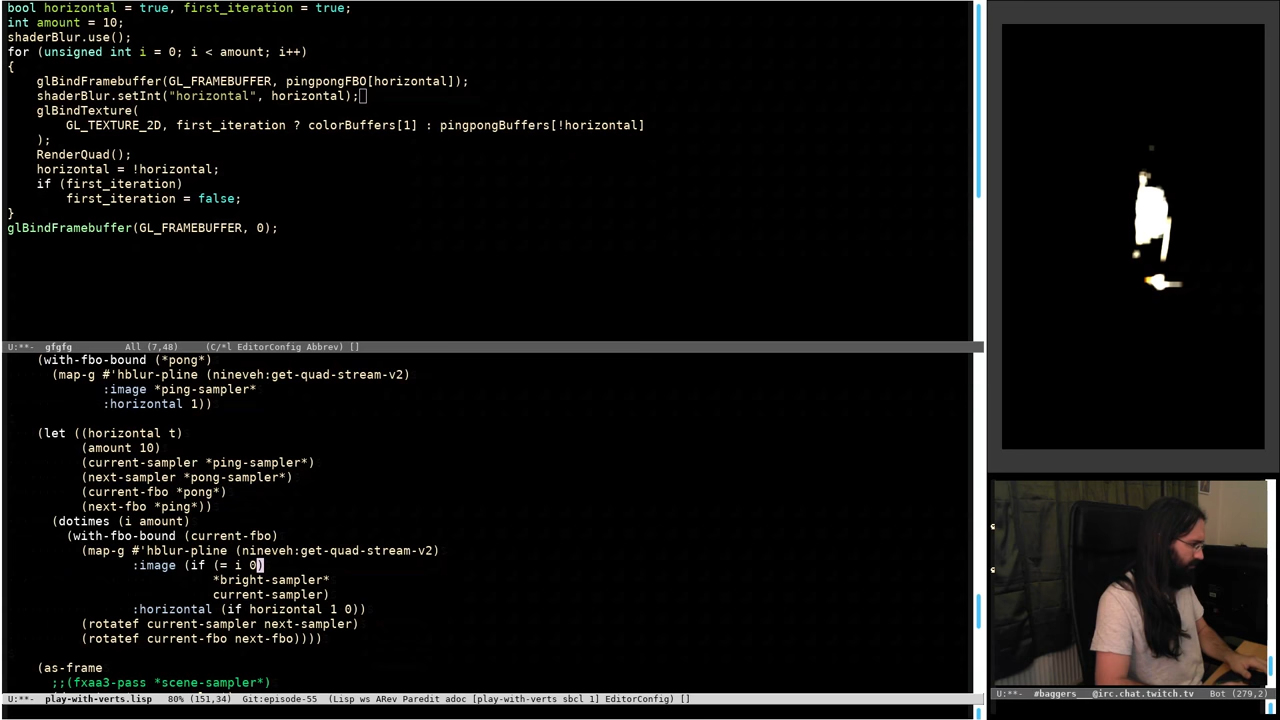 bool horizontal = true, first_iteration = true;
int amount = 10;
shaderBlur.use();
for (unsigned int i = 0; i < amount; i++)
{
    glBindFramebuffer(GL_FRAMEBUFFER, pingpongFBO[horizontal]);
    shaderBlur.setInt("horizontal", horizontal);
    glBindTexture(
        GL_TEXTURE_2D, first_iteration ? colorBuffers[1] : pingpongBuffers[!horizontal]
    );
    RenderQuad();
    horizontal = !horizontal;
    if (first_iteration)
        first_iteration = false;
}
glBindFramebuffer(GL_FRAMEBUFFER, 0);
U:**-  gfgfg          All (7,48)      (C/*l EditorConfig Abbrev) []
(with-fbo-bound (*pong*)
  (map-g #'hblur-pline (nineveh:get-quad-stream-v2)
         :image *ping-sampler*
         :horizontal 1))
(let ((horizontal t)
      (amount 10)
      (current-sampler *ping-sampler*)
      (next-sampler *pong-sampler*)
      (current-fbo *pong*)
      (next-fbo *ping*))
  (dotimes (i amount)
    (with-fbo-bound (current-fbo)
      (map-g #'hblur-pline (nineveh:get-quad-stream-v2)
             :image (if (= i 0)
                        *bright-sampler*
                        current-sampler)
             :horizontal (if horizontal 1 0))
      (rotatef current-sampler next-sampler)
      (rotatef current-fbo next-fbo))))
(as-frame
  ;;(fxaa3-pass *scene-sampler*)
U:**-  play-with-verts.lisp   80% (151,34)  Git:episode-55  (Lisp ws ARev Paredit adoc [play-with-verts sbcl 1] EditorConfig) []
U:**-  #baggers___@irc.chat.twitch.tv   Bot (279,2)